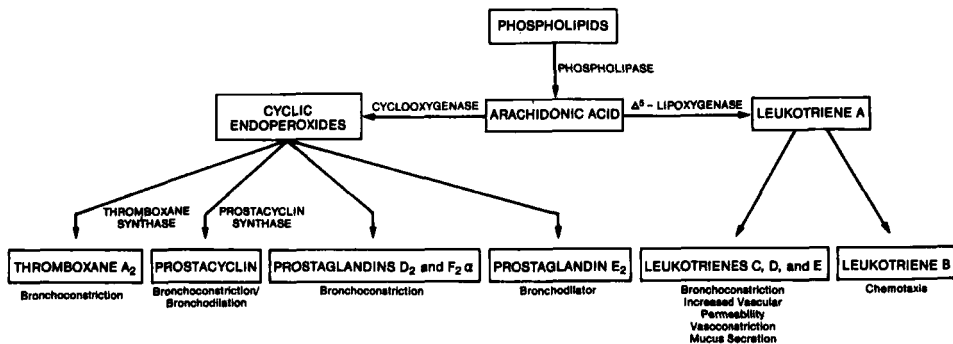 PHOSPHOLIPIDS
PHOSPHOLIPASE
CYCLIC
ENDOPEROXIDES
CYCLOOXYGENASE
ARACHIDONIC ACID
Δ⁵ – LIPOXYGENASE
LEUKOTRIENE A
THROMBOXANE
SYNTHASE
PROSTACYCLIN
SYNTHASE
THROMBOXANE A₂
Bronchoconstriction
PROSTACYCLIN
Bronchoconstriction/
Bronchodilation
PROSTAGLANDINS D₂ and F₂ α
Bronchoconstriction
PROSTAGLANDIN E₂
Bronchodilator
LEUKOTRIENES C, D, and E
Bronchoconstriction
Increased Vascular
Permeability
Vasoconstriction
Mucus Secretion
LEUKOTRIENE B
Chemotaxis